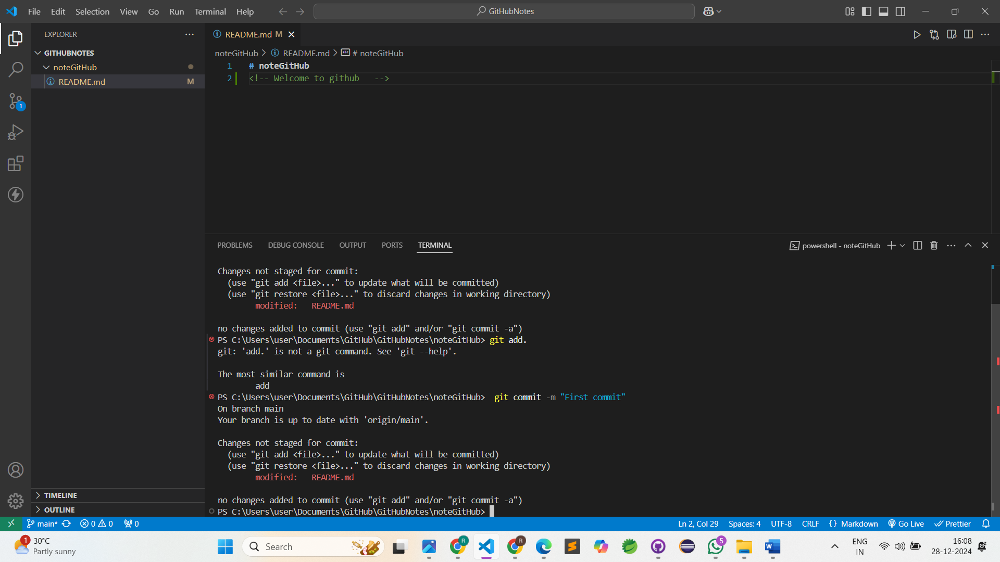 File Edit Selection View Go Run Terminal Help
GitHubNotes
EXPLORER
GITHUBNOTES
noteGitHub
README.md M
TIMELINE
OUTLINE
README.md M
noteGitHub > README.md > # noteGitHub
1 # noteGitHub
2 <!-- Welcome to github   -->
PROBLEMS DEBUG CONSOLE OUTPUT PORTS TERMINAL
powershell - noteGitHub
Changes not staged for commit:
(use "git add <file>..." to update what will be committed)
(use "git restore <file>..." to discard changes in working directory)
modified:   README.md
no changes added to commit (use "git add" and/or "git commit -a")
PS C:\Users\user\Documents\GitHub\GitHubNotes\noteGitHub> git add.
git: 'add.' is not a git command. See 'git --help'.
The most similar command is
add
PS C:\Users\user\Documents\GitHub\GitHubNotes\noteGitHub>  git commit -m "First commit"
On branch main
Your branch is up to date with 'origin/main'.
Changes not staged for commit:
(use "git add <file>..." to update what will be committed)
(use "git restore <file>..." to discard changes in working directory)
modified:   README.md
no changes added to commit (use "git add" and/or "git commit -a")
PS C:\Users\user\Documents\GitHub\GitHubNotes\noteGitHub>
1
main* 0 0 0
Ln 2, Col 29 Spaces: 4 UTF-8 CRLF {} Markdown Go Live Prettier
1
30°C
Partly sunny
Search
R
R
5
ENG
IN
16:08
28-12-2024